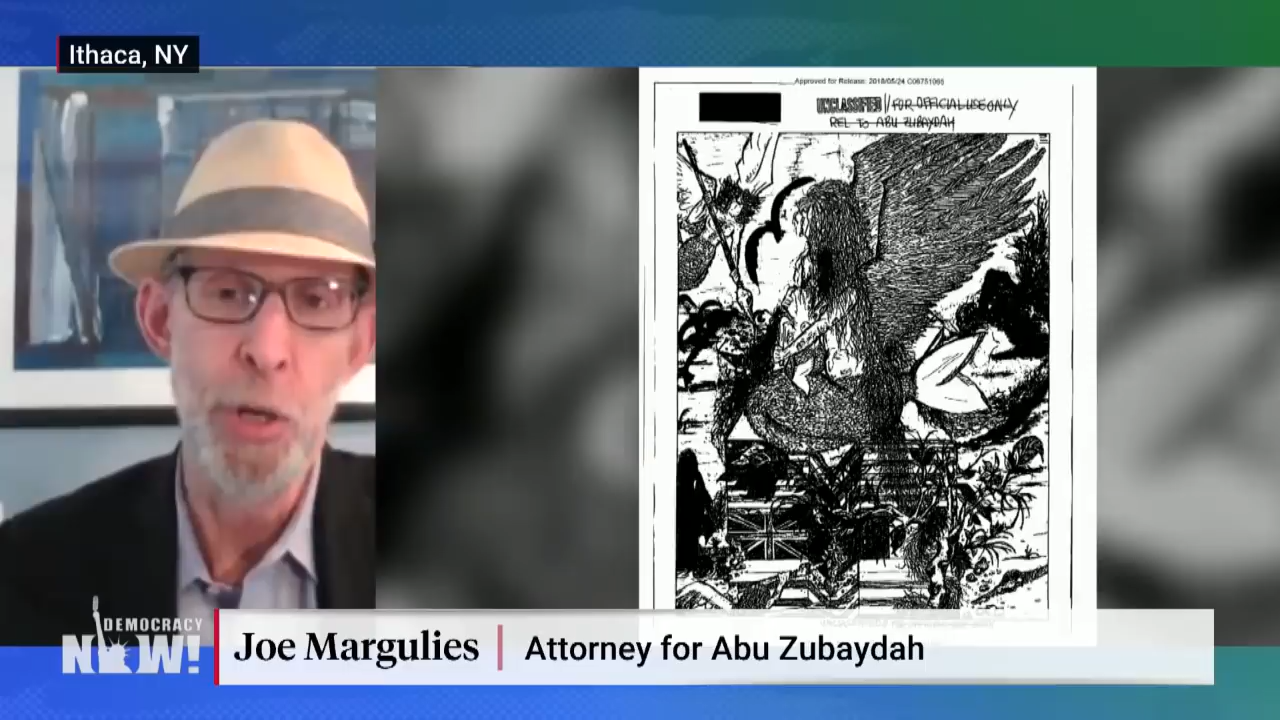 Ithaca, NY
Approved for Release: 2018/05/24 C06751065
UNCLASSIFIED // FOR OFFICIAL USE ONLY
REL TO ABU ZUBAYDAH
DEMOCRACY
NOW!
Joe Margulies
Attorney for Abu Zubaydah